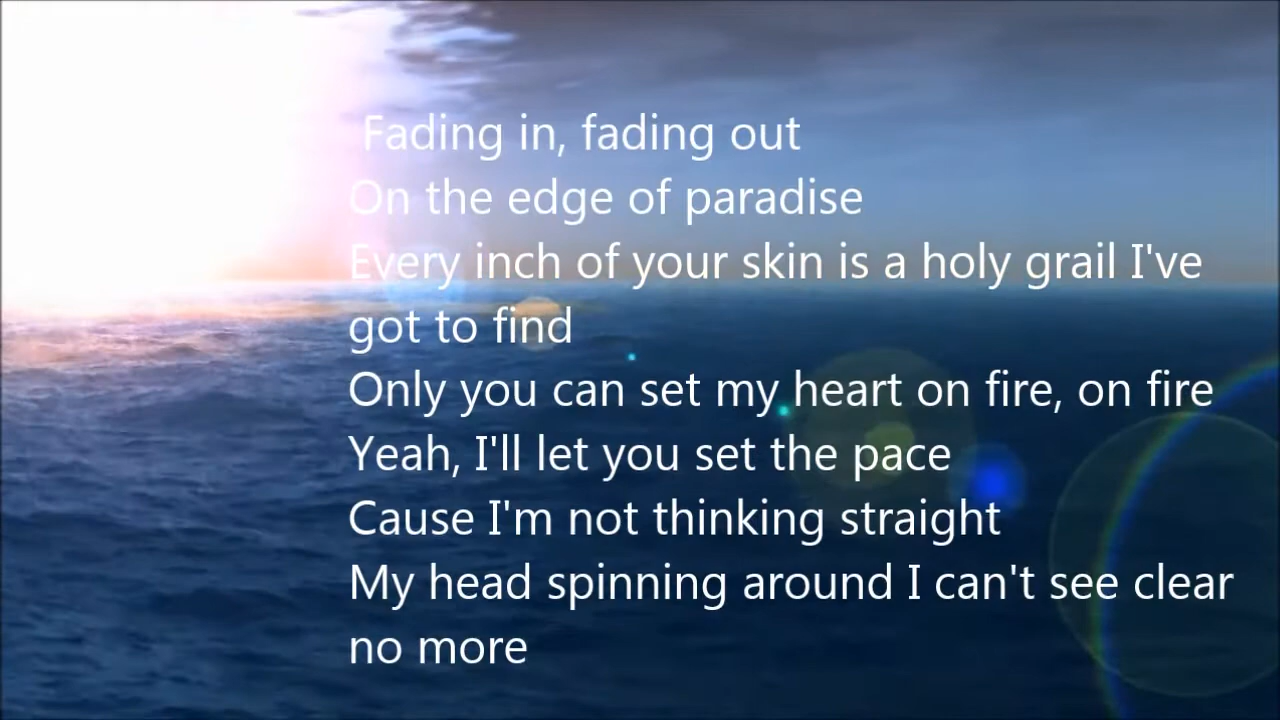 Fading in, fading out
On the edge of paradise
Every inch of your skin is a holy grail I've
got to find
Only you can set my heart on fire, on fire
Yeah, I'll let you set the pace
Cause I'm not thinking straight
My head spinning around I can't see clear
no more